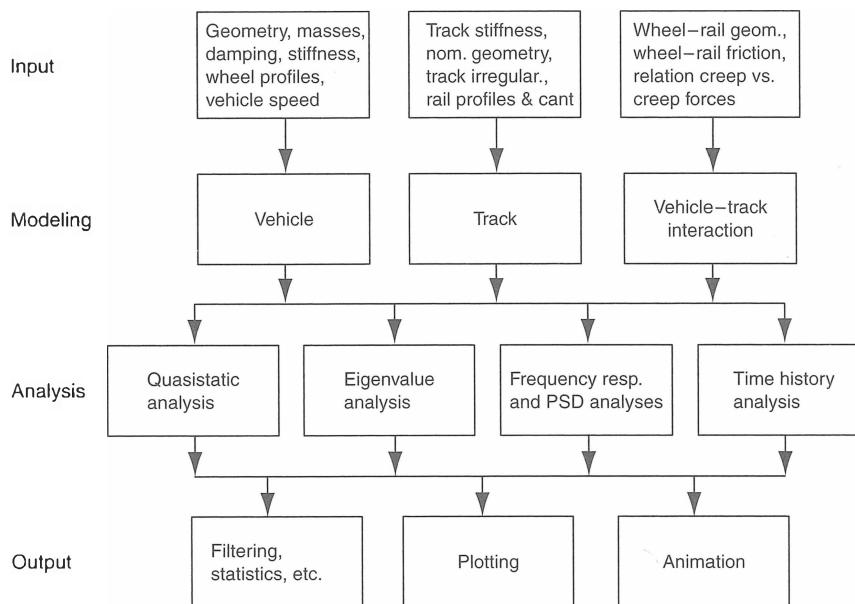 Input
Geometry, masses,
damping, stiffness,
wheel profiles,
vehicle speed
Track stiffness,
nom. geometry,
track irregular.,
rail profiles & cant
Wheel–rail geom.,
wheel–rail friction,
relation creep vs.
creep forces
Modeling
Vehicle
Track
Vehicle–track
interaction
Analysis
Quasistatic
analysis
Eigenvalue
analysis
Frequency resp.
and PSD analyses
Time history
analysis
Output
Filtering,
statistics, etc.
Plotting
Animation